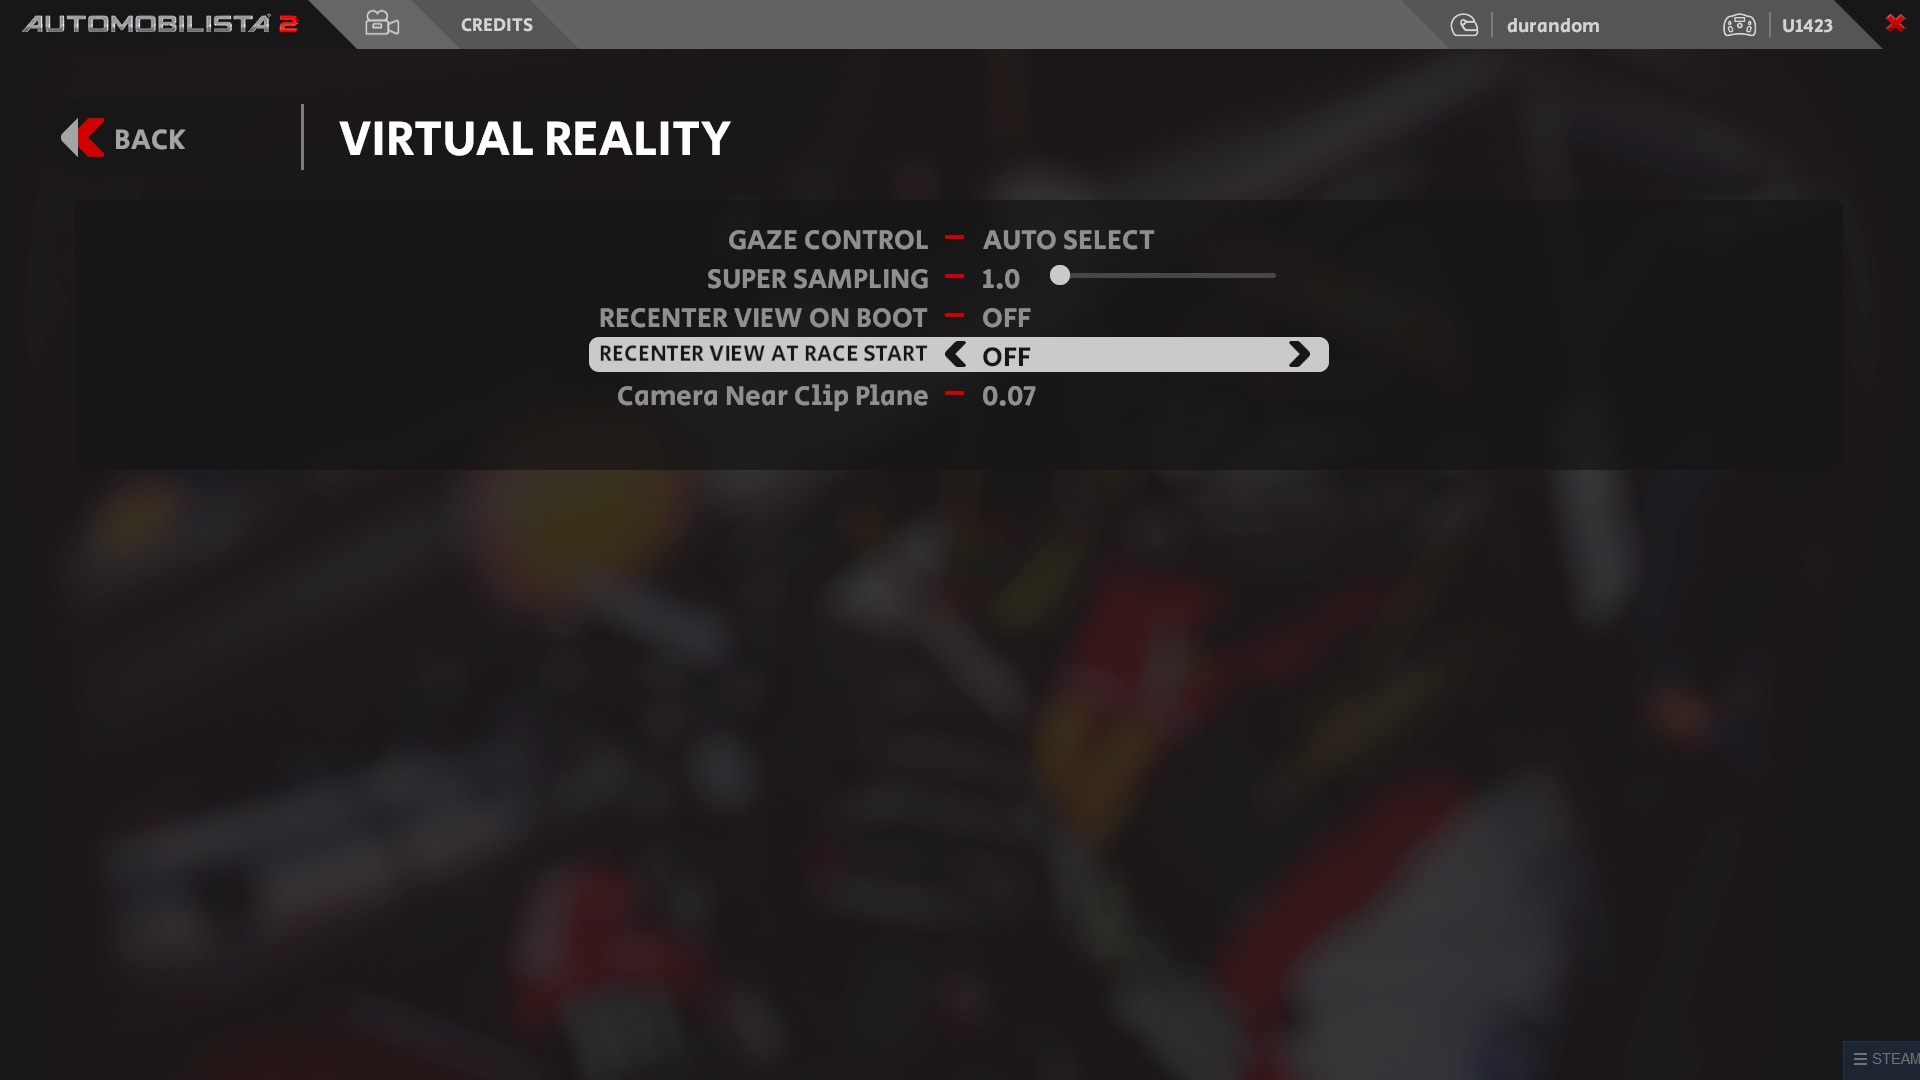 AUTOMOBILISTA 2
CREDITS
durandom
U1423
BACK
VIRTUAL REALITY
GAZE CONTROL AUTO SELECT
SUPER SAMPLING 1.0
RECENTER VIEW ON BOOT OFF
RECENTER VIEW AT RACE START OFF
Camera Near Clip Plane 0.07
STEAM